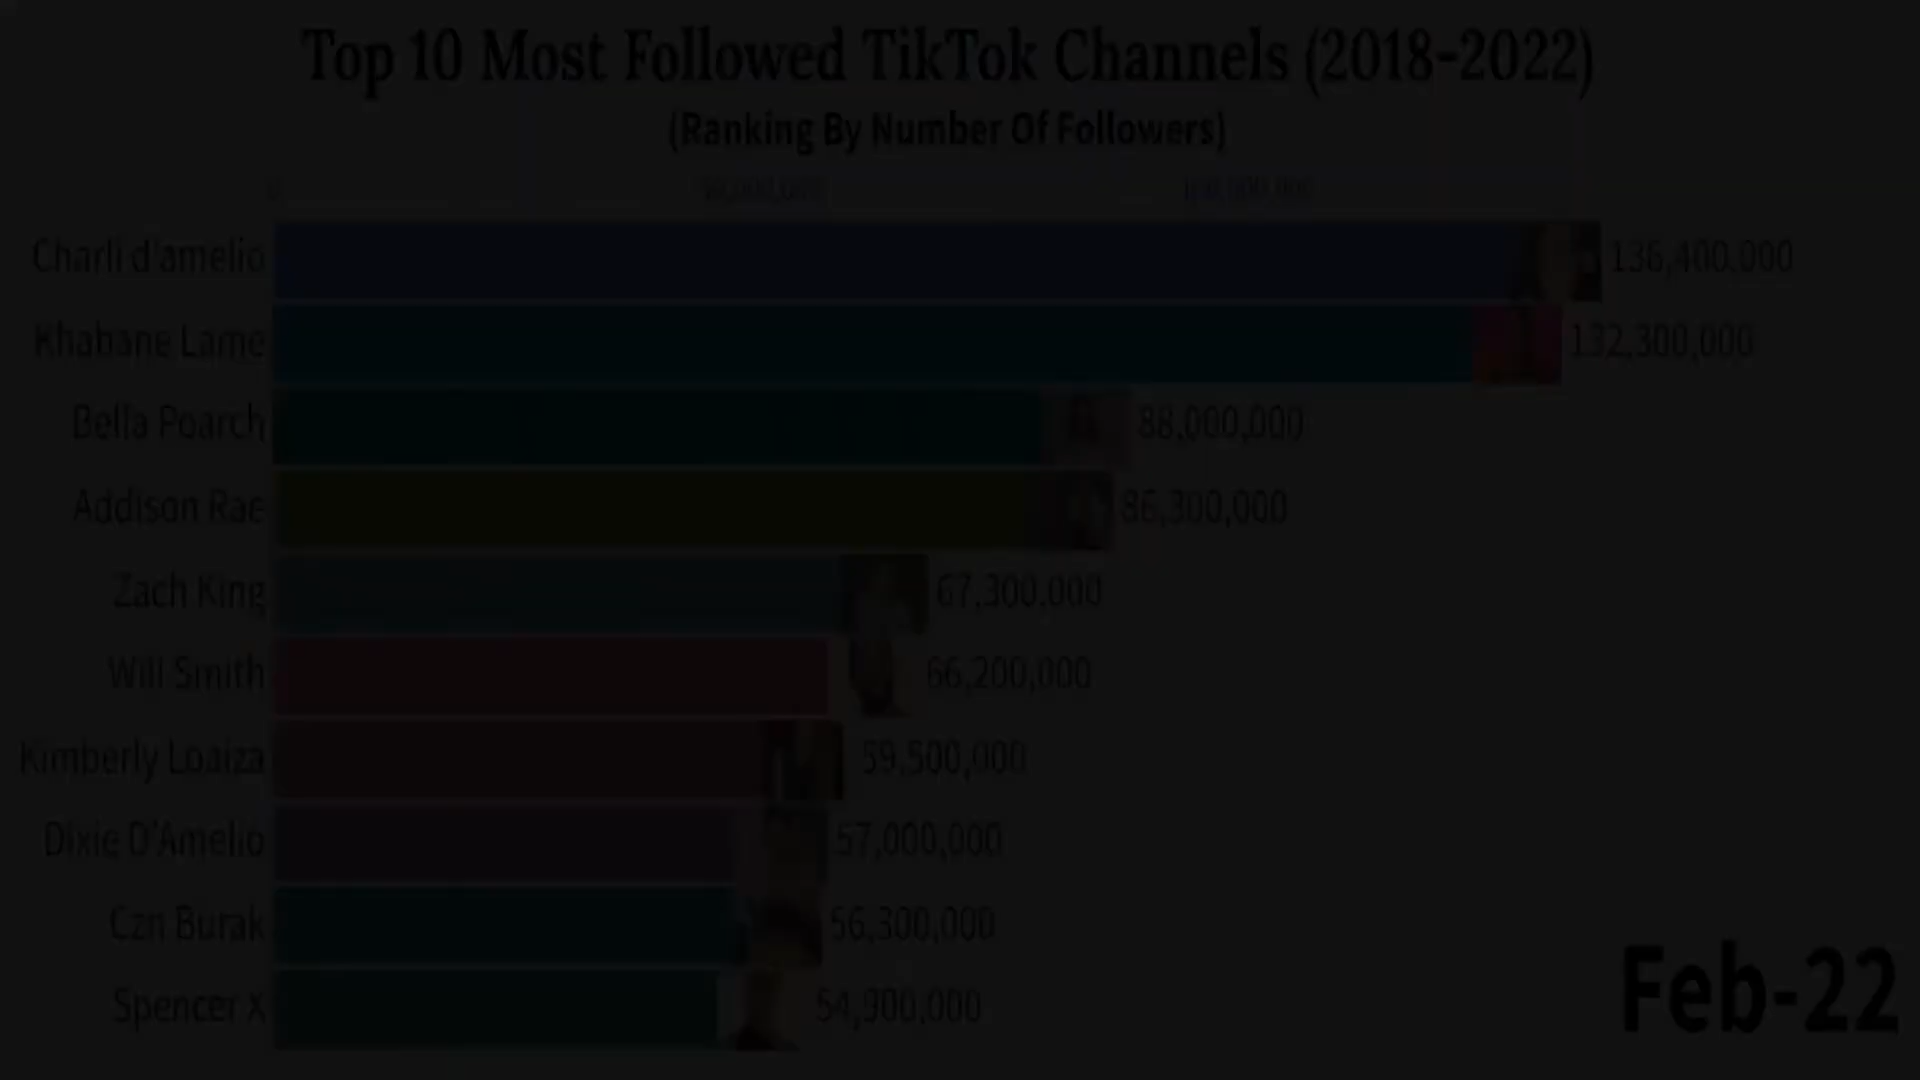 Top 10 Most Followed TikTok Channels (2018-2022)
(Ranking By Number Of Followers)
Charli d'amelio 136,400,000
Khabane Lame 132,300,000
Bella Poarch 88,000,000
Addison Rae 86,300,000
Zach King 67,300,000
Will Smith 66,200,000
Kimberly Loaiza 59,500,000
Dixie D'Amelio 57,000,000
Czn Burak 56,300,000
Spencer X 54,900,000
Feb-22